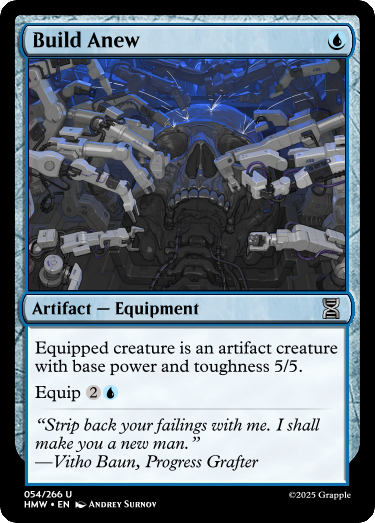 Build Anew
Artifact — Equipment
Equipped creature is an artifact creature
with base power and toughness 5/5.
Equip 2
“Strip back your failings with me. I shall
make you a new man.”
—Vitho Baun, Progress Grafter
054/266 U
HMW • EN Andrey Surnov
©2025 Grapple